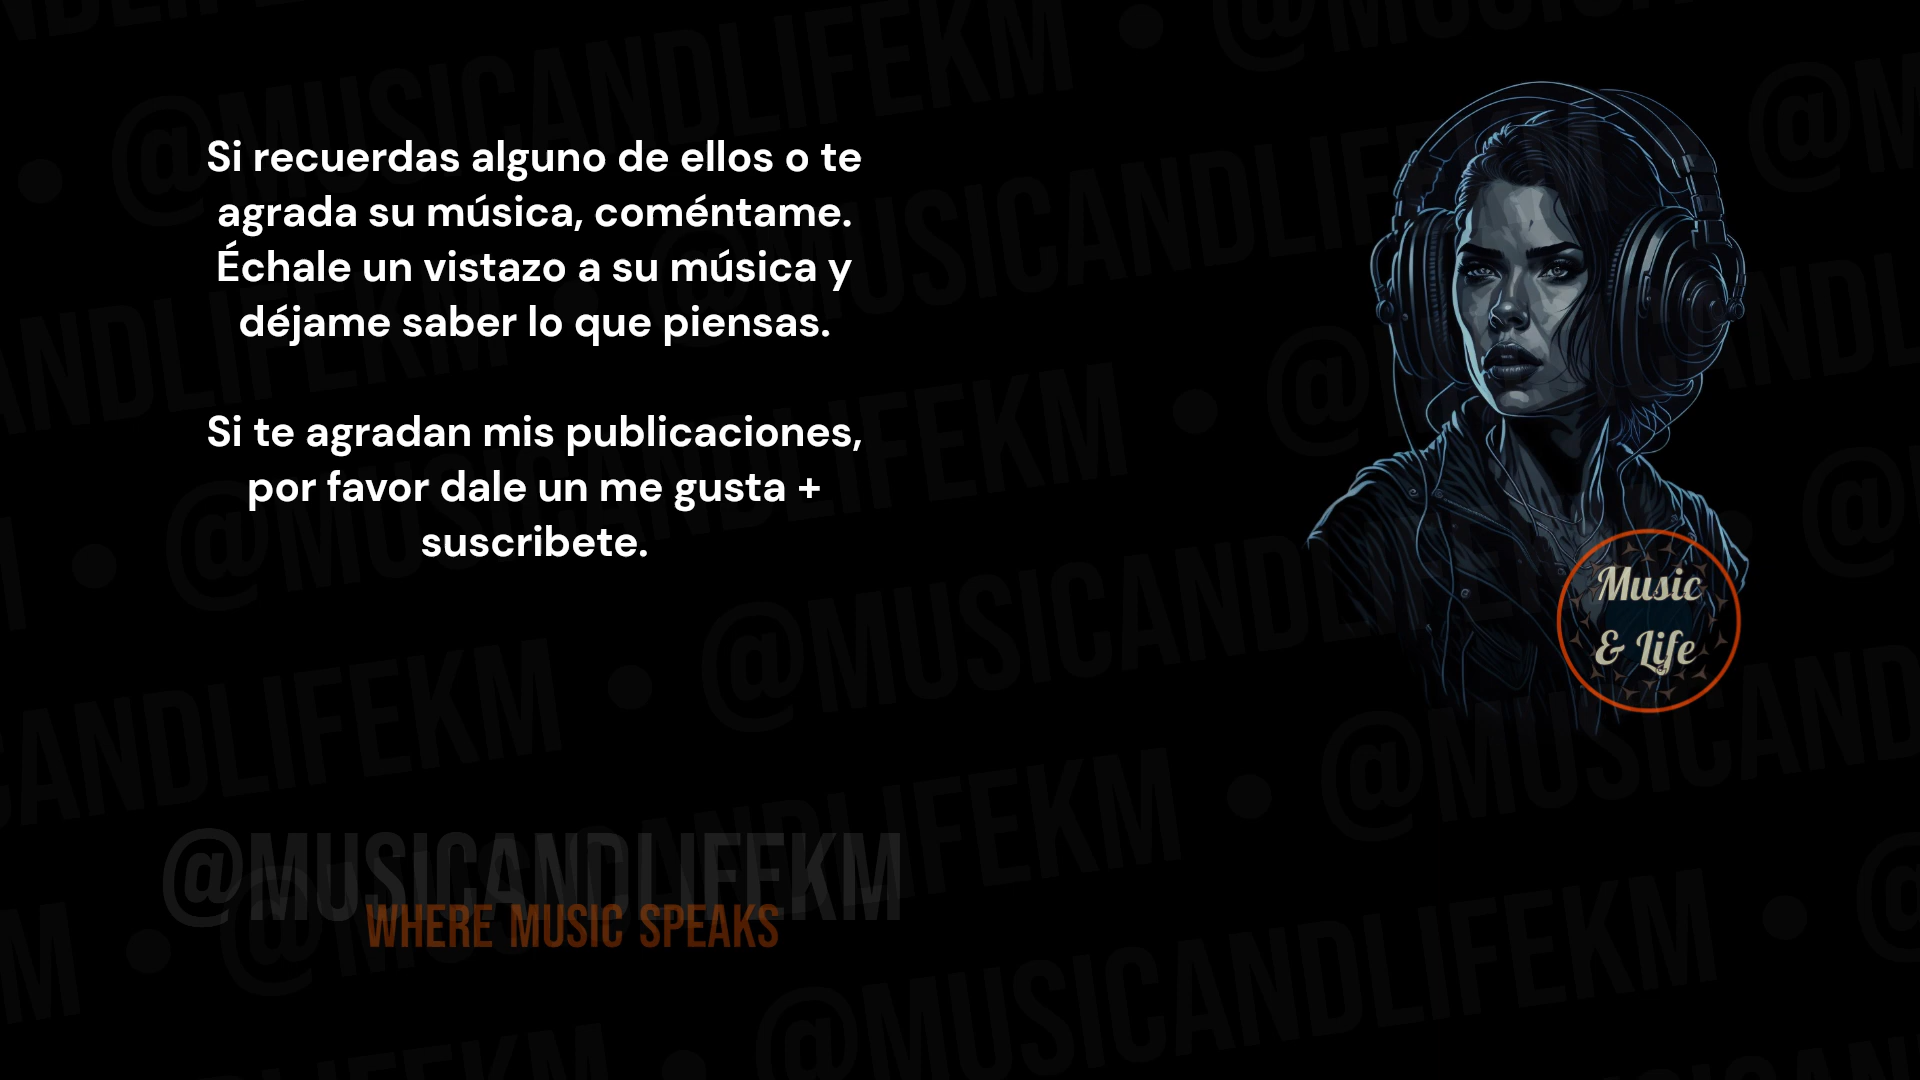 Si recuerdas alguno de ellos o te
agrada su música, coméntame.
Échale un vistazo a su música y
déjame saber lo que piensas.
Si te agradan mis publicaciones,
por favor dale un me gusta +
suscribete.
Music
& Life
@MUSICANDLIFEKM
WHERE MUSIC SPEAKS